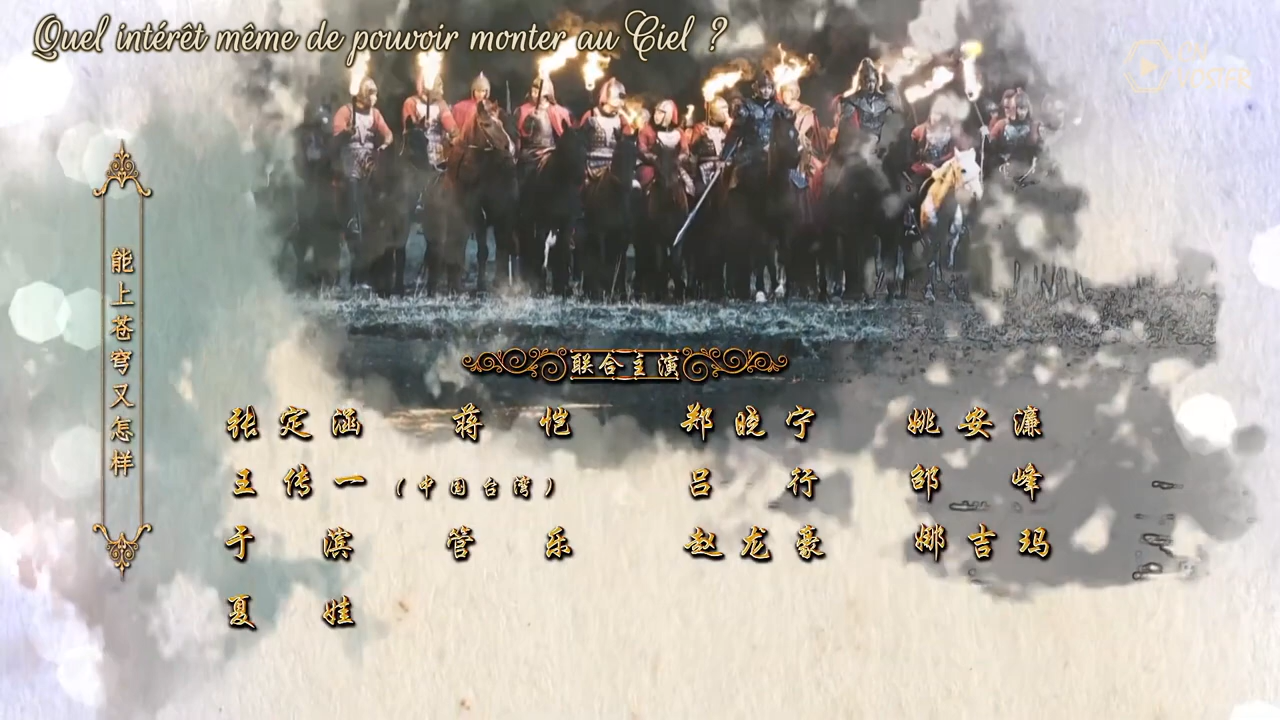 Quel intérêt même de pouvoir monter au Ciel ?
能上苍穹又怎样
联合主演
张定涵 蒋恺 郑晓宁 姚安濂
王传一（中国台湾） 吕行 邰峰
于滨 管乐 赵龙豪 娜吉玛
夏娃